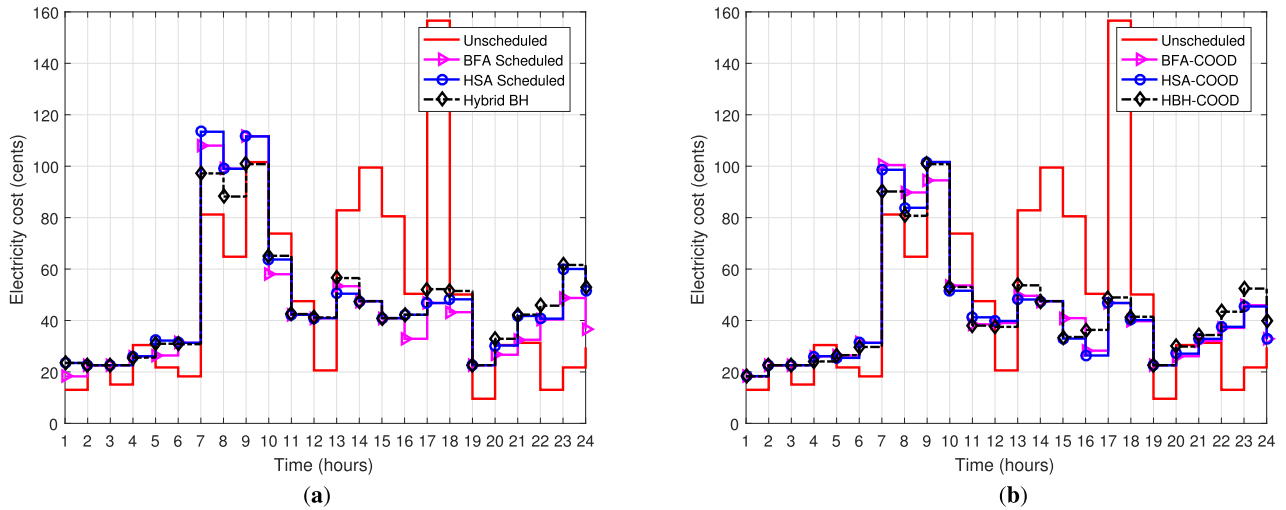 160
140
120
100
80
60
40
20
0
Electricity cost (cents)
Unscheduled
BFA Scheduled
HSA Scheduled
Hybrid BH
1 2 3 4 5 6 7 8 9 10 11 12 13 14 15 16 17 18 19 20 21 22 23 24
Time (hours)
(a)
160
140
120
100
80
60
40
20
0
Electricity cost (cents)
Unscheduled
BFA-COOD
HSA-COOD
HBH-COOD
1 2 3 4 5 6 7 8 9 10 11 12 13 14 15 16 17 18 19 20 21 22 23 24
Time (hours)
(b)